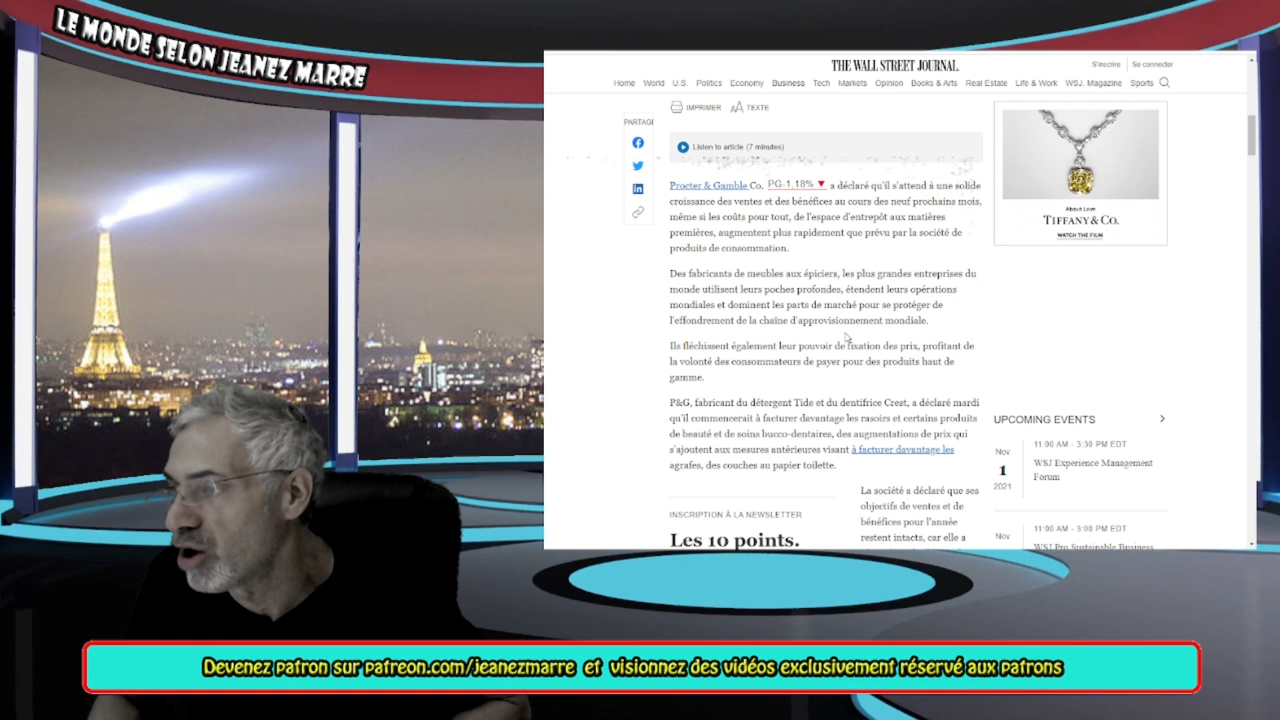 LE MONDE SELON JEANEZ MARRE
THE WALL STREET JOURNAL.
S'inscrire
Se connecter
Home World U.S. Politics Economy Business Tech Markets Opinion Books & Arts Real Estate Life & Work WSJ. Magazine Sports
IMPRIMER
TEXTE
PARTAGE
Listen to article (7 minutes)
Procter & Gamble Co. PG-1,18% ▼ a déclaré qu'il s'attend à une solide
croissance des ventes et des bénéfices au cours des neuf prochains mois,
même si les coûts pour tout, de l'espace d'entrepôt aux matières
premières, augmentent plus rapidement que prévu par la société de
produits de consommation.
Des fabricants de meubles aux épiciers, les plus grandes entreprises du
monde utilisent leurs poches profondes, étendent leurs opérations
mondiales et dominent les parts de marché pour se protéger de
l'effondrement de la chaîne d'approvisionnement mondiale.
Ils fléchissent également leur pouvoir de fixation des prix, profitant de
la volonté des consommateurs de payer pour des produits haut de
gamme.
P&G, fabricant du détergent Tide et du dentifrice Crest, a déclaré mardi
qu'il commencerait à facturer davantage les rasoirs et certains produits
de beauté et de soins bucco-dentaires, des augmentations de prix qui
s'ajoutent aux mesures antérieures visant à facturer davantage les
agrafes, des couches au papier toilette.
INSCRIPTION À LA NEWSLETTER
Les 10 points.
La société a déclaré que ses
objectifs de ventes et de
bénéfices pour l'année
restent intacts, car elle a
About Love
TIFFANY & CO.
WATCH THE FILM
UPCOMING EVENTS
Nov
1
2021
11:00 AM - 3:30 PM EDT
WSJ Experience Management
Forum
Nov
11:00 AM - 3:00 PM EDT
WSJ Pro Sustainable Business
Devenez patron sur patreon.com/jeanezmarre et visionnez des vidéos exclusivement réservé aux patrons